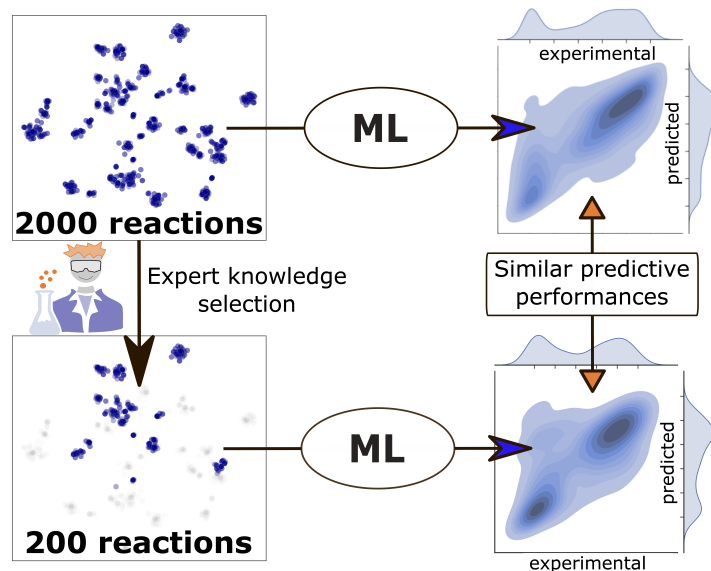 experimental
ML
predicted
2000 reactions
Expert knowledge
selection
Similar predictive
performances
ML
predicted
200 reactions
experimental